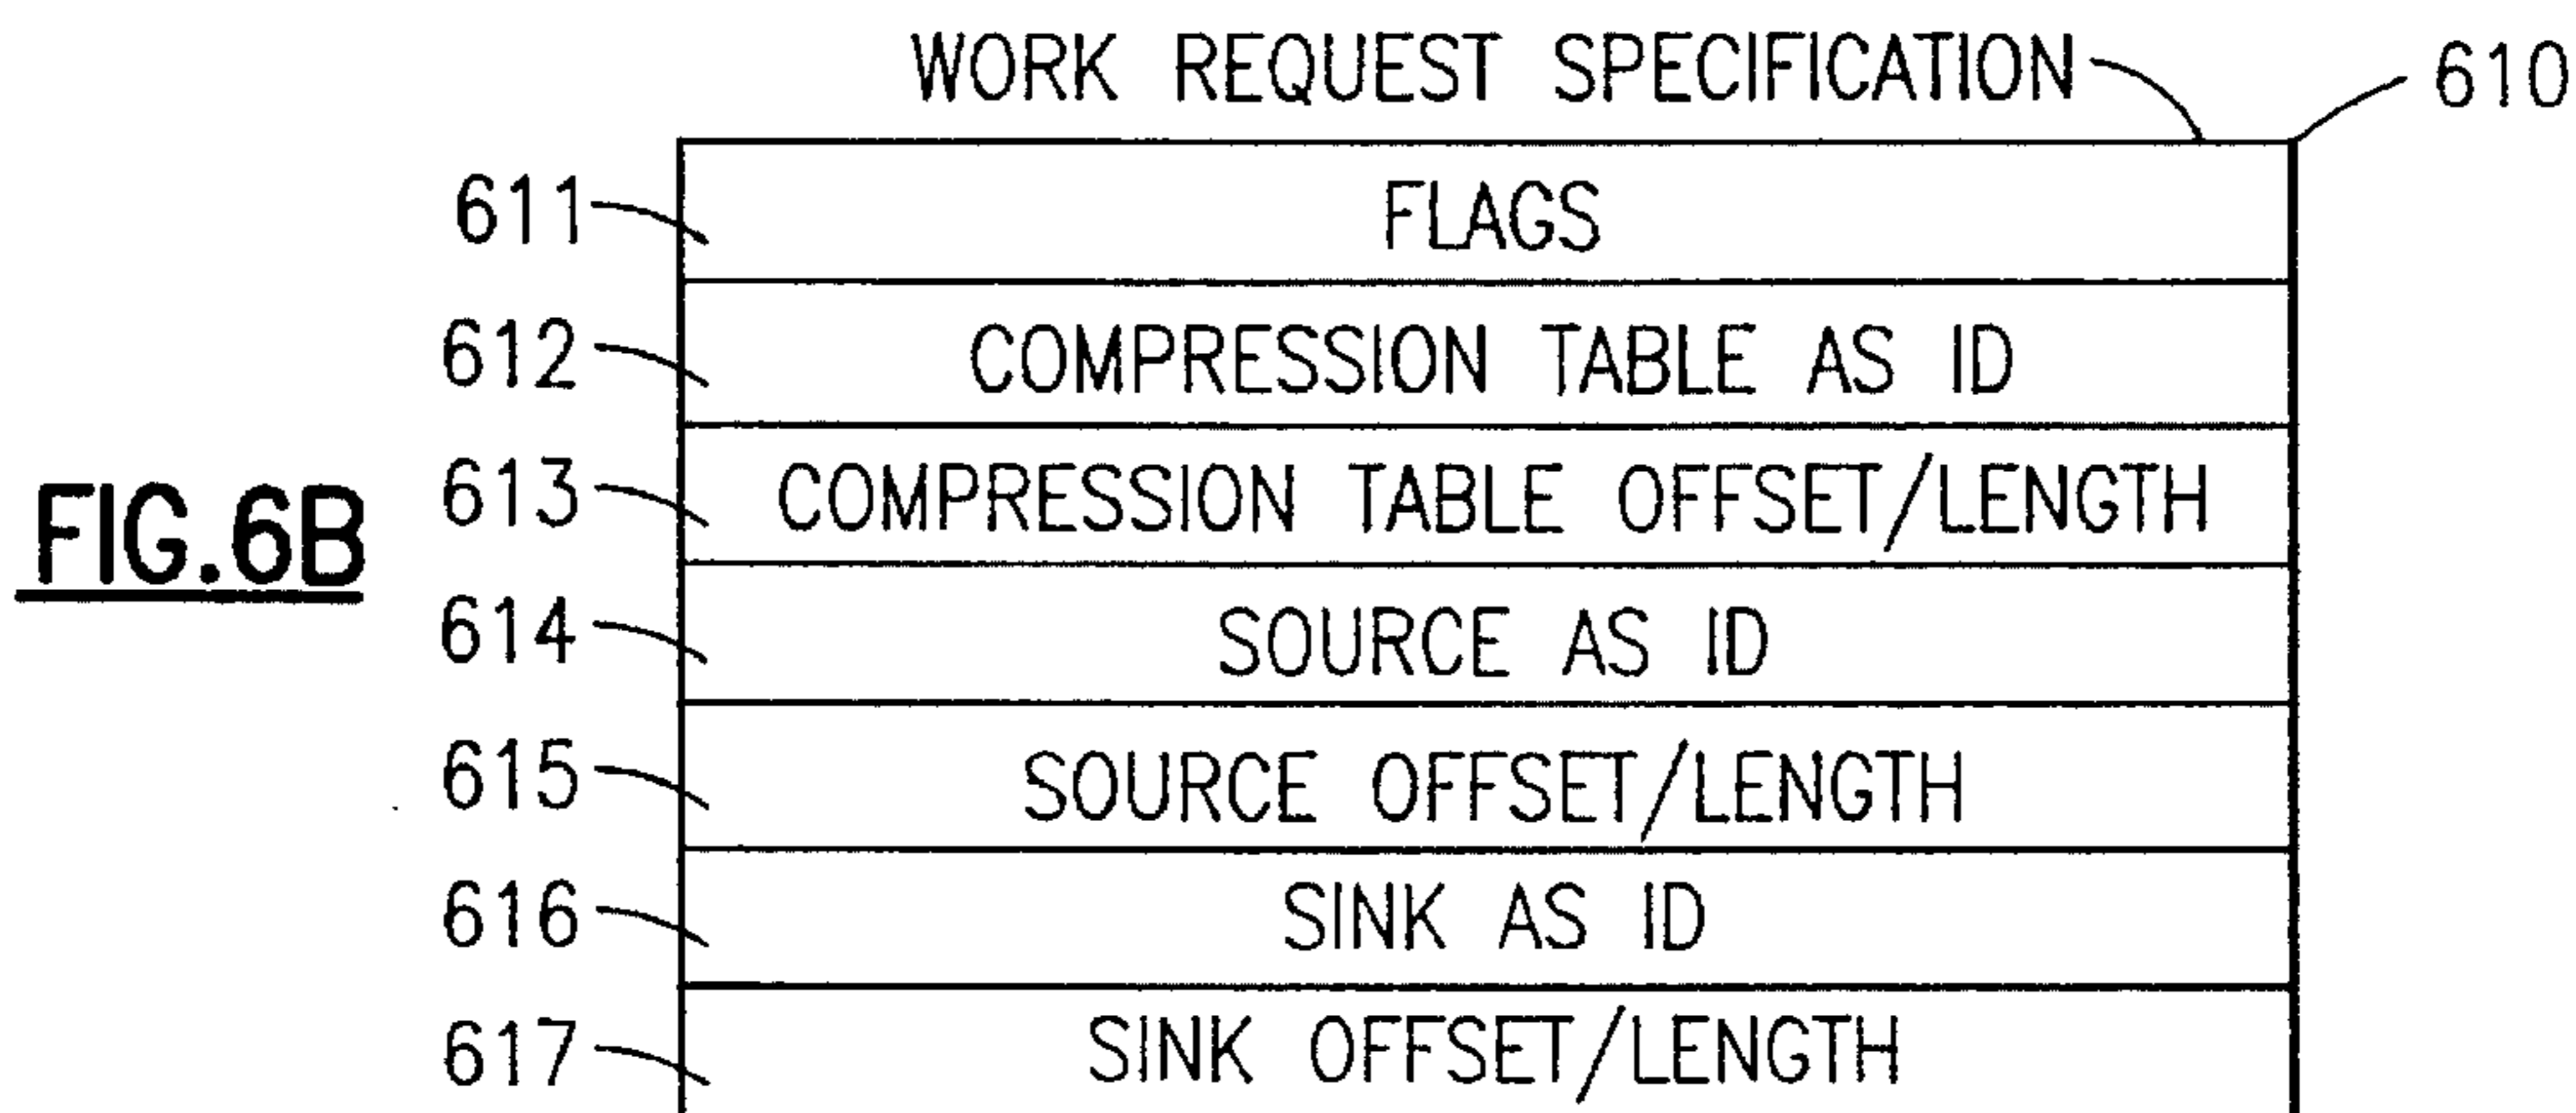 WORK REQUEST SPECIFICATION 610
611 FLAGS
612 COMPRESSION TABLE AS ID
613 COMPRESSION TABLE OFFSET/LENGTH
FIG.6B
614 SOURCE AS ID
615 SOURCE OFFSET/LENGTH
616 SINK AS ID
617 SINK OFFSET/LENGTH